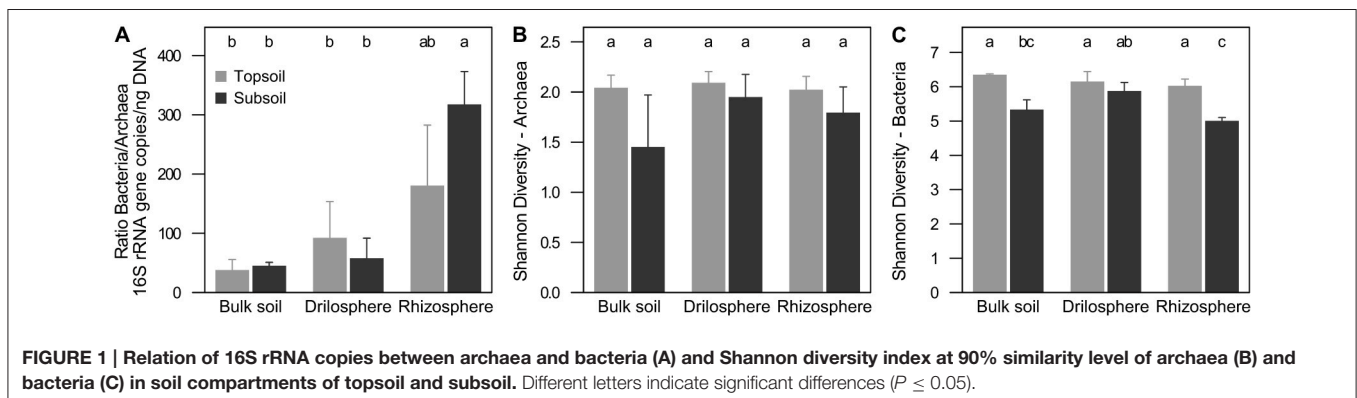 A
Ratio Bacteria/Archaea
16S rRNA gene copies/ng DNA
400
300
200
100
0
b b b b ab a
Topsoil
Subsoil
Bulk soil Drilosphere Rhizosphere
B
Shannon Diversity - Archaea
2.5
2.0
1.5
1.0
0.5
0.0
a a a a a a
Bulk soil Drilosphere Rhizosphere
C
Shannon Diversity - Bacteria
7
6
5
4
3
2
1
0
a bc a ab a c
Bulk soil Drilosphere Rhizosphere
FIGURE 1 | Relation of 16S rRNA copies between archaea and bacteria (A) and Shannon diversity index at 90% similarity level of archaea (B) and
bacteria (C) in soil compartments of topsoil and subsoil. Different letters indicate significant differences (P ≤ 0.05).